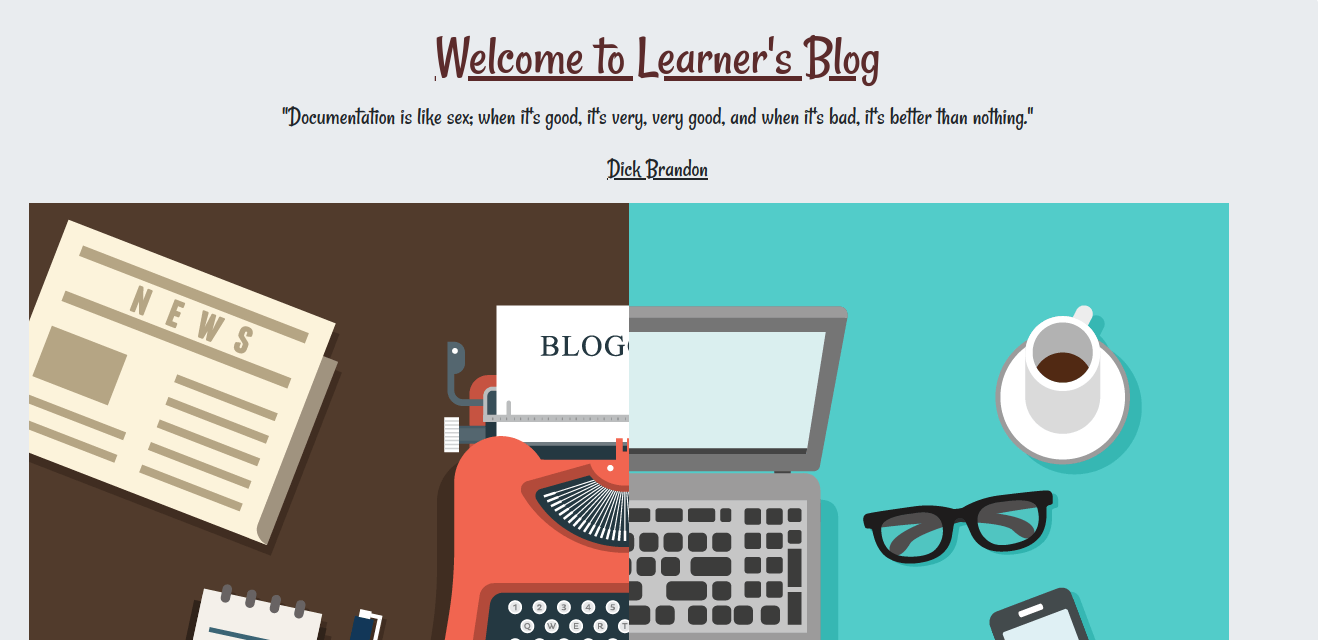 Welcome to Learner's Blog
"Documentation is like sex; when it's good, it's very, very good, and when it's bad, it's better than nothing."
Dick Brandon
NEWS
BLOG
1 2 3 4 5
Q W E R T